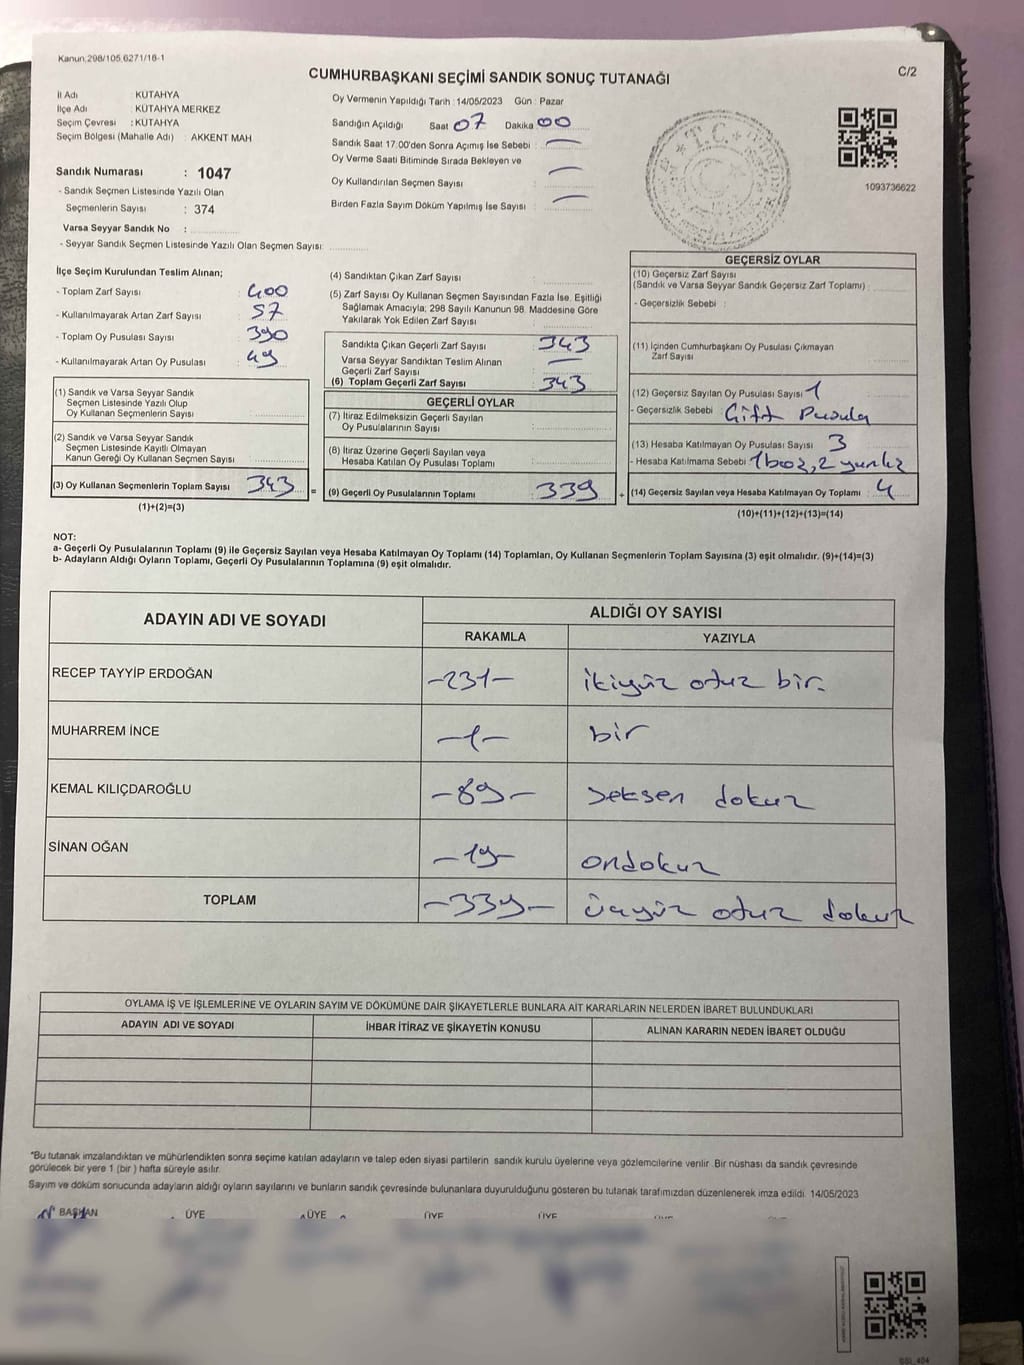 Kanun,298/105,6271/16-1
C/2
CUMHURBAŞKANI SEÇİMİ SANDIK SONUÇ TUTANAĞI
İl Adı : KÜTAHYA
İlçe Adı : KÜTAHYA MERKEZ
Seçim Çevresi : KÜTAHYA
Seçim Bölgesi (Mahalle Adı) : AKKENT MAH
Sandık Numarası : 1047
- Sandık Seçmen Listesinde Yazılı Olan
Seçmenlerin Sayısı : 374
Varsa Seyyar Sandık No :
- Seyyar Sandık Seçmen Listesinde Yazılı Olan Seçmen Sayısı:
Oy Vermenin Yapıldığı Tarih : 14/05/2023 Gün : Pazar
Sandığın Açıldığı Saat 07 Dakika 00
Sandık Saat 17.00'den Sonra Açımış İse Sebebi : —
Oy Verme Saati Bitiminde Sırada Bekleyen ve
Oy Kullandırılan Seçmen Sayısı : —
Birden Fazla Sayım Döküm Yapılmış İse Sayısı : —
T.C.
1093736622
İlçe Seçim Kurulundan Teslim Alınan;
- Toplam Zarf Sayısı : 400
- Kullanılmayarak Artan Zarf Sayısı : 57
- Toplam Oy Pusulası Sayısı : 390
- Kullanılmayarak Artan Oy Pusulası : 49
(1) Sandık ve Varsa Seyyar Sandık
Seçmen Listesinde Yazılı Olup
Oy Kullanan Seçmenlerin Sayısı
(2) Sandık ve Varsa Seyyar Sandık
Seçmen Listesinde Kayıtlı Olmayan
Kanun Gereği Oy Kullanan Seçmen Sayısı
(3) Oy Kullanan Seçmenlerin Toplam Sayısı 343 =
(1)+(2)=(3)
(4) Sandıktan Çıkan Zarf Sayısı
(5) Zarf Sayısı Oy Kullanan Seçmen Sayısından Fazla İse, Eşitliği
Sağlamak Amacıyla, 298 Sayılı Kanunun 98. Maddesine Göre
Yakılarak Yok Edilen Zarf Sayısı
Sandıkta Çıkan Geçerli Zarf Sayısı 343
Varsa Seyyar Sandıktan Teslim Alınan
Geçerli Zarf Sayısı —
(6) Toplam Geçerli Zarf Sayısı 343
GEÇERLİ OYLAR
(7) İtiraz Edilmeksizin Geçerli Sayılan
Oy Pusulalarının Sayısı
(8) İtiraz Üzerine Geçerli Sayılan veya
Hesaba Katılan Oy Pusulası Toplamı
(9) Geçerli Oy Pusulalarının Toplamı 339 +
GEÇERSİZ OYLAR
(10) Geçersiz Zarf Sayısı
(Sandık ve Varsa Seyyar Sandık Geçersiz Zarf Toplamı) :
- Geçersizlik Sebebi :
(11) İçinden Cumhurbaşkanı Oy Pusulası Çıkmayan
Zarf Sayısı
(12) Geçersiz Sayılan Oy Pusulası Sayısı 1
- Geçersizlik Sebebi Çift Pusula
(13) Hesaba Katılmayan Oy Pusulası Sayısı 3
- Hesaba Katılmama Sebebi 1boş, 2
(14) Geçersiz Sayılan veya Hesaba Katılmayan Oy Toplamı 4
(10)+(11)+(12)+(13)=(14)
NOT:
a- Geçerli Oy Pusulalarının Toplamı (9) ile Geçersiz Sayılan veya Hesaba Katılmayan Oy Toplamı (14) Toplamları, Oy Kullanan Seçmenlerin Toplam Sayısına (3) eşit olmalıdır. (9)+(14)=(3)
b- Adayların Aldığı Oyların Toplamı, Geçerli Oy Pusulalarının Toplamına (9) eşit olmalıdır.
ADAYIN ADI VE SOYADI
ALDIĞI OY SAYISI
RAKAMLA YAZIYLA
RECEP TAYYİP ERDOĞAN -231- ikiyüz otuz bir.
MUHARREM İNCE -1- bir
KEMAL KILIÇDAROĞLU -89- seksen dokuz
SİNAN OĞAN -19- ondokuz
TOPLAM -339- üçyüz otuz dokuz
OYLAMA İŞ VE İŞLEMLERİNE VE OYLARIN SAYIM VE DÖKÜMÜNE DAİR ŞİKAYETLERLE BUNLARA AİT KARARLARIN NELERDEN İBARET BULUNDUKLARI
ADAYIN ADI VE SOYADI İHBAR İTİRAZ VE ŞİKAYETİN KONUSU ALINAN KARARIN NEDEN İBARET OLDUĞU
*Bu tutanak imzalandıktan ve mühürlendikten sonra seçime katılan adayların ve talep eden siyasi partilerin sandık kurulu üyelerine veya gözlemcilerine verilir. Bir nüshası da sandık çevresinde
görülecek bir yere 1 (bir ) hafta süreyle asılır.
Sayım ve döküm sonucunda adayların aldığı oyların sayılarını ve bunların sandık çevresinde bulunanlara duyurulduğunu gösteren bu tutanak tarafımızdan düzenlenerek imza edildi. 14/05/2023
BAŞKAN ÜYE ÜYE ÜYE ÜYE